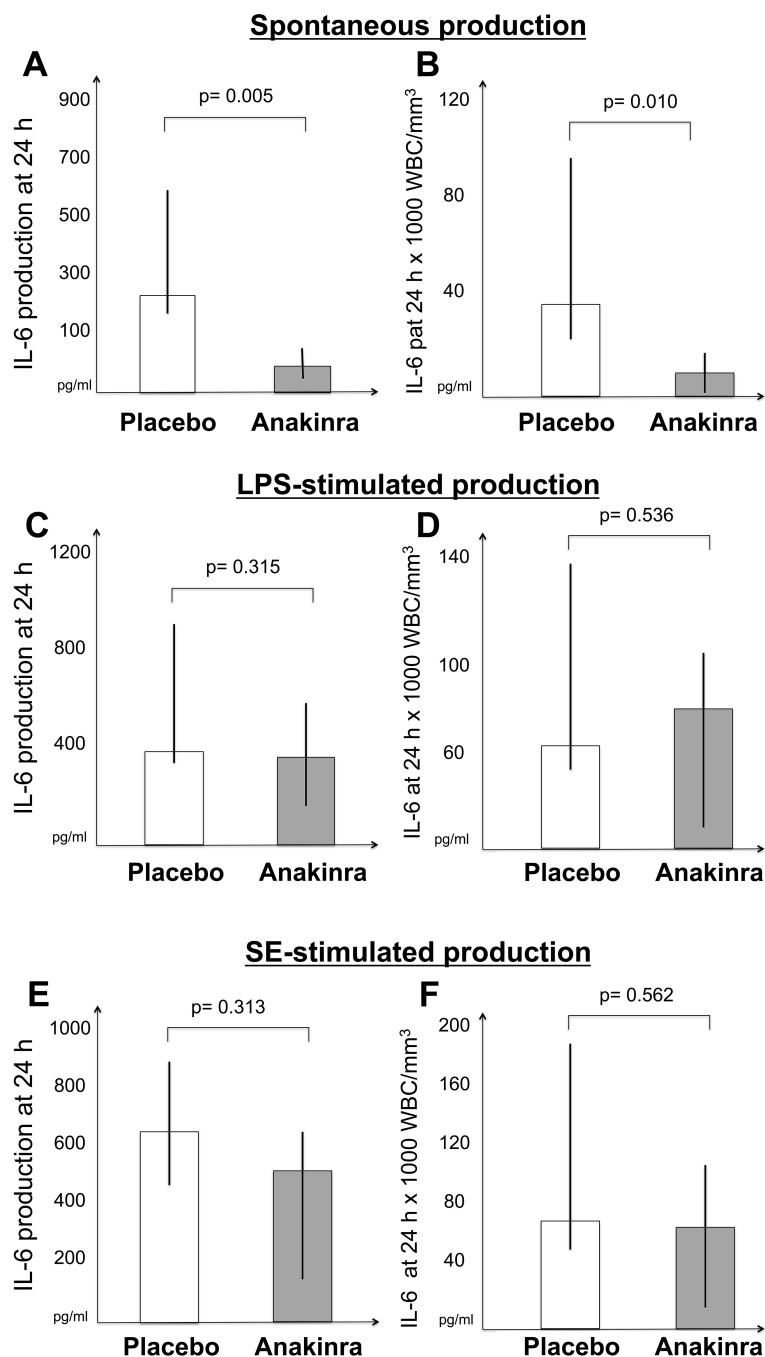 Spontaneous production
A
IL-6 production at 24 h
900
700
500
300
100
pg/ml
p= 0.005
Placebo Anakinra
B
IL-6 pat 24 h x 1000 WBC/mm³
120
80
40
pg/ml
p= 0.010
Placebo Anakinra
LPS-stimulated production
C
IL-6 production at 24 h
1200
800
400
pg/ml
p= 0.315
Placebo Anakinra
D
IL-6 at 24 h x 1000 WBC/mm³
140
100
60
pg/ml
p= 0.536
Placebo Anakinra
SE-stimulated production
E
IL-6 production at 24 h
1000
800
600
400
200
pg/ml
p= 0.313
Placebo Anakinra
F
IL-6 at 24 h x 1000 WBC/mm³
200
160
120
80
40
pg/ml
p= 0.562
Placebo Anakinra